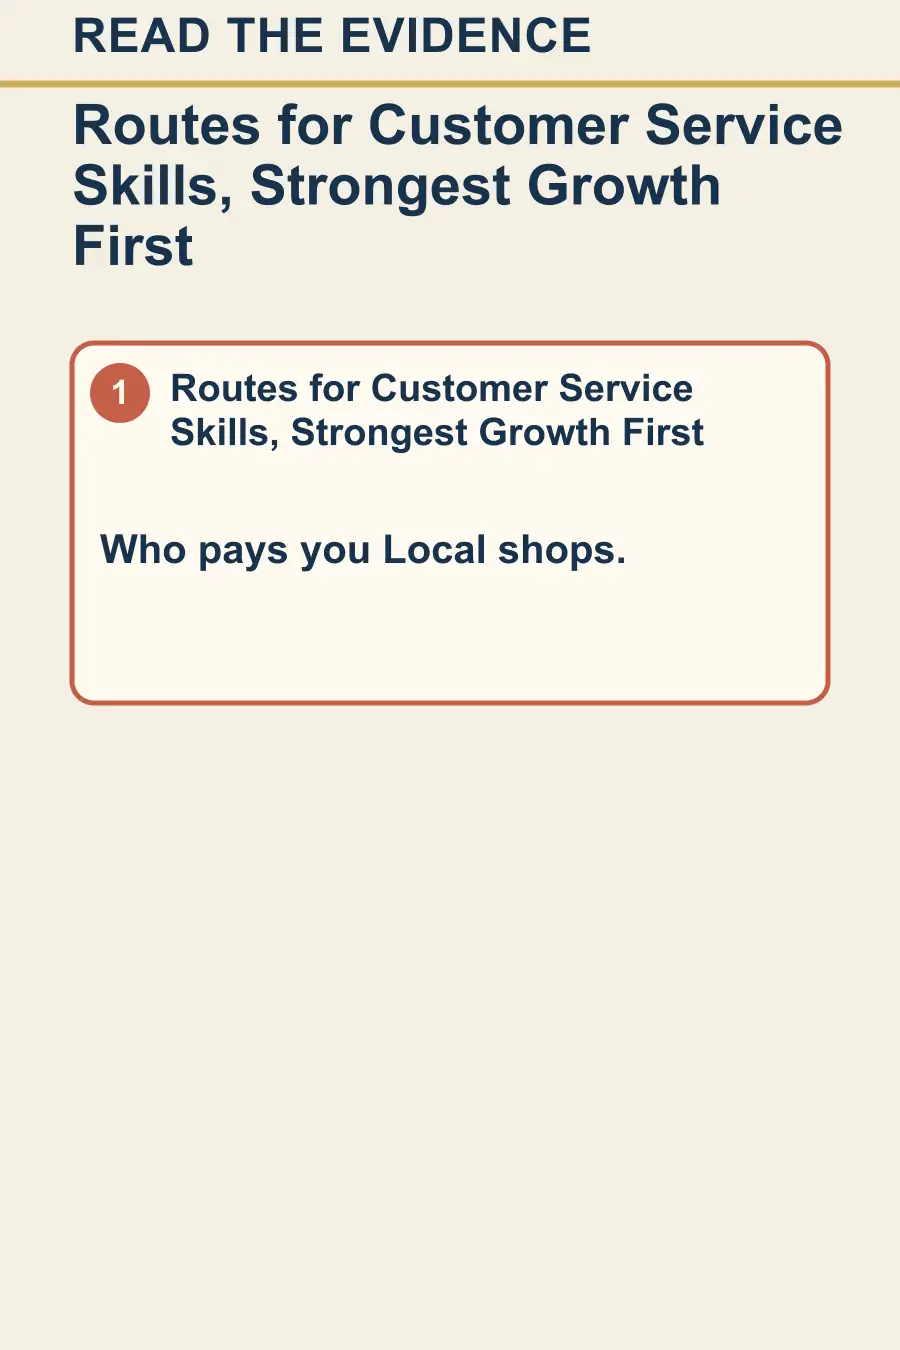 READ THE EVIDENCE
Routes for Customer Service
Skills, Strongest Growth
First
1
Routes for Customer Service
Skills, Strongest Growth First
Who pays you Local shops.